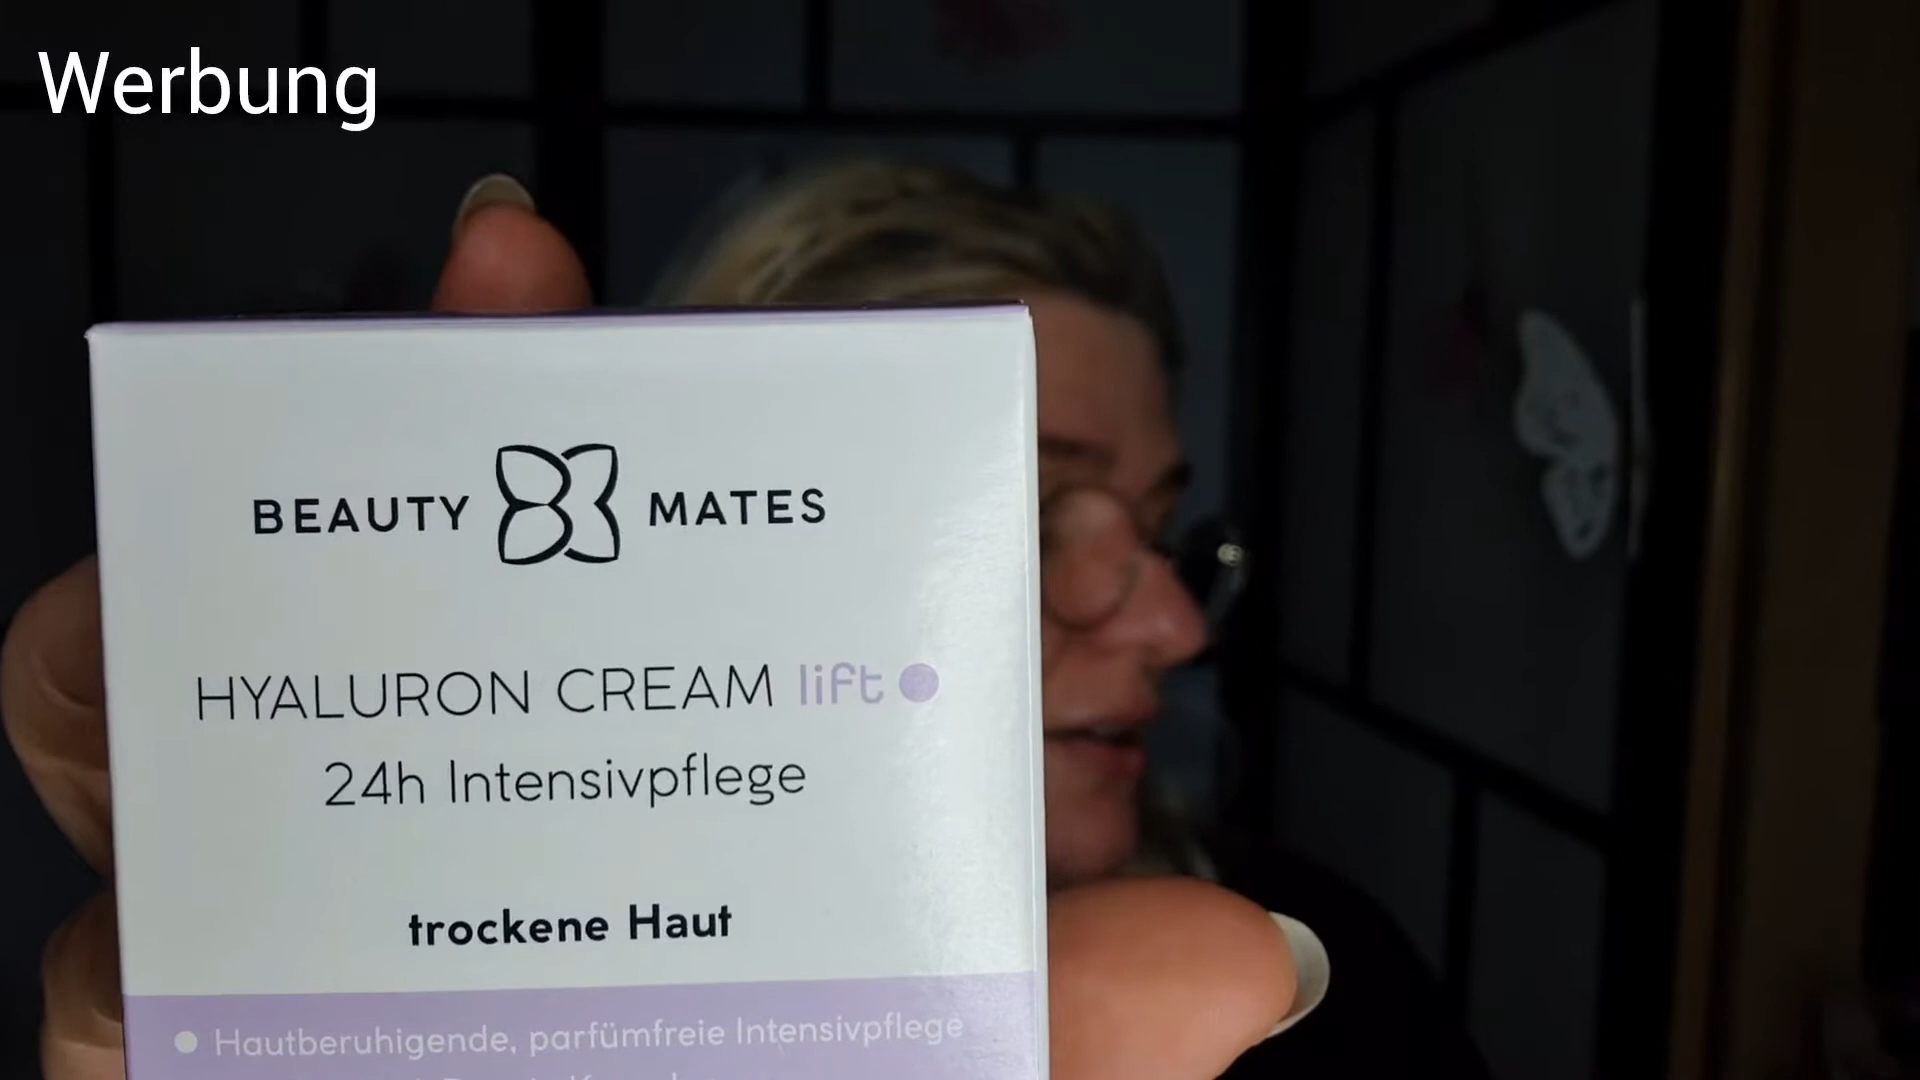 Werbung
BEAUTY MATES
HYALURON CREAM lift
24h Intensivpflege
trockene Haut
Hautberuhigende, parfümfreie Intensivpflege